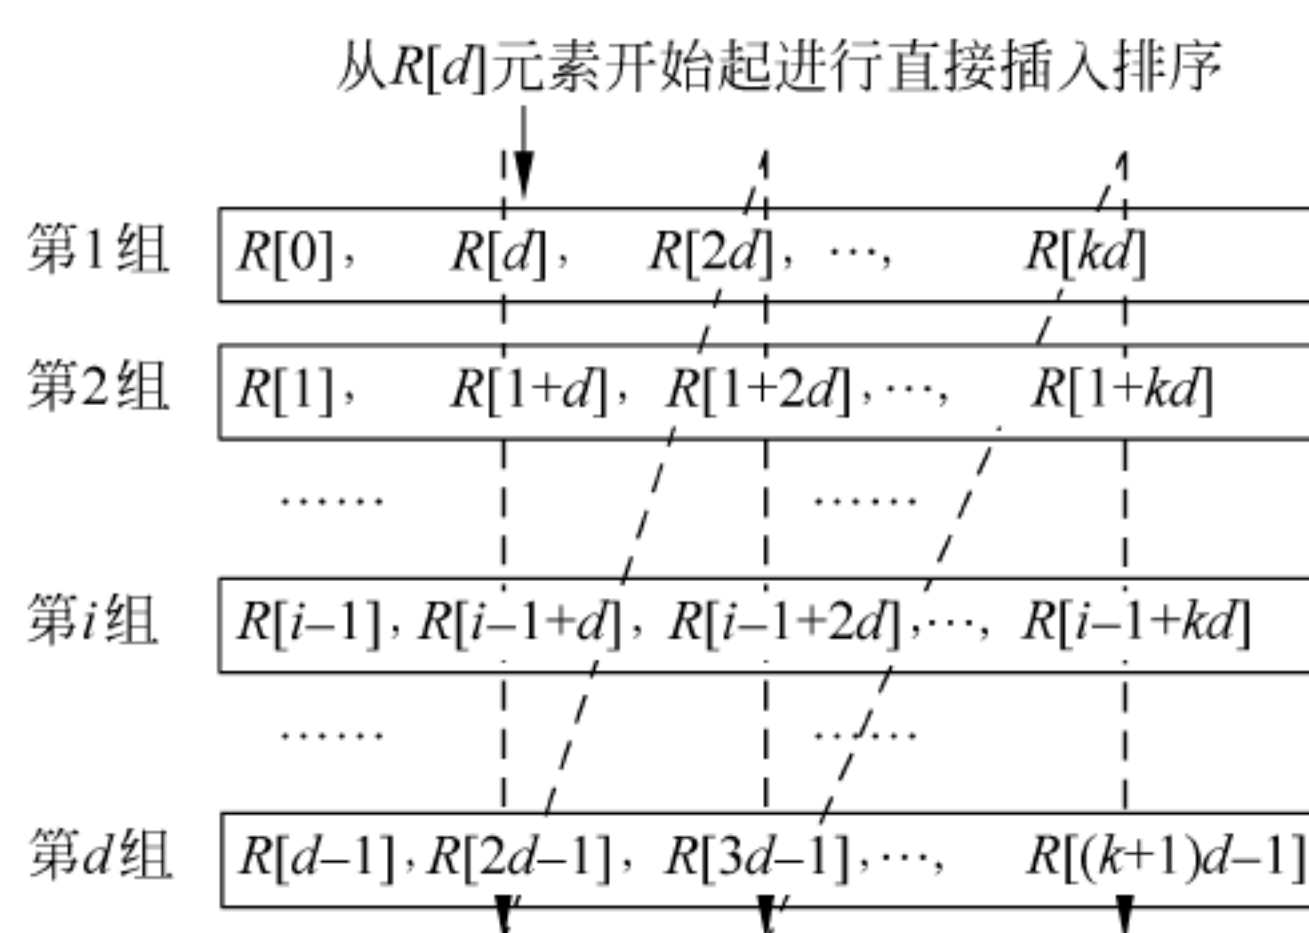 从R[d]元素开始起进行直接插入排序
第1组 R[0], R[d], R[2d], …, R[kd]
第2组 R[1], R[1+d], R[1+2d], …, R[1+kd]
…… ……
第i组 R[i–1], R[i–1+d], R[i–1+2d], …, R[i–1+kd]
…… ……
第d组 R[d–1], R[2d–1], R[3d–1], …, R[(k+1)d–1]